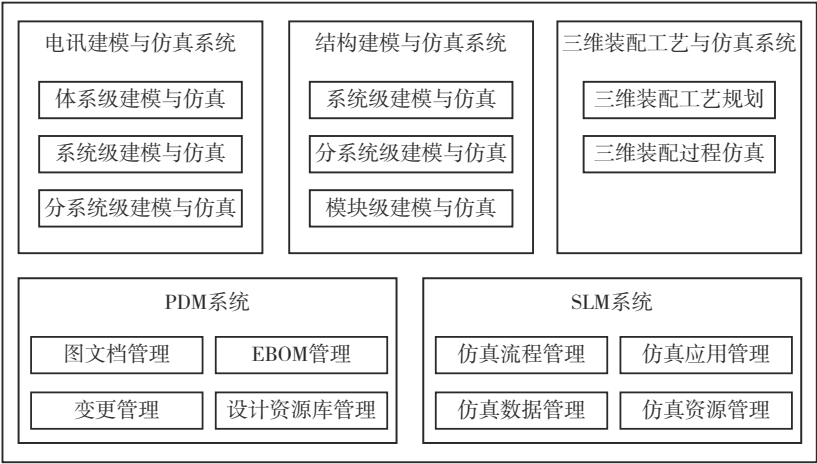 电讯建模与仿真系统
体系级建模与仿真
系统级建模与仿真
分系统级建模与仿真
结构建模与仿真系统
系统级建模与仿真
分系统级建模与仿真
模块级建模与仿真
三维装配工艺与仿真系统
三维装配工艺规划
三维装配过程仿真
PDM系统
图文档管理
EBOM管理
变更管理
设计资源库管理
SLM系统
仿真流程管理
仿真应用管理
仿真数据管理
仿真资源管理